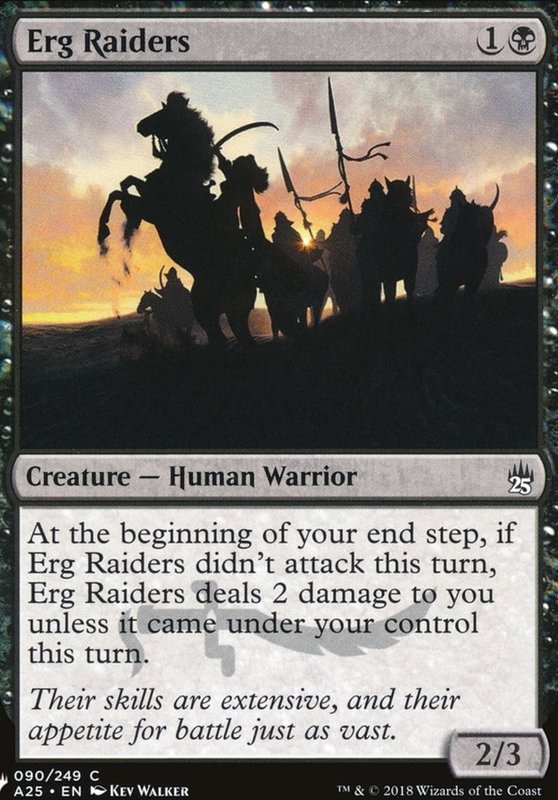 Erg Raiders 1
Creature — Human Warrior 25
At the beginning of your end step, if
Erg Raiders didn't attack this turn,
Erg Raiders deals 2 damage to you
unless it came under your control
this turn.
Their skills are extensive, and their
appetite for battle just as vast.
2/3
090/249 C
A25 • EN Kev Walker
™ & © 2018 Wizards of the Coast